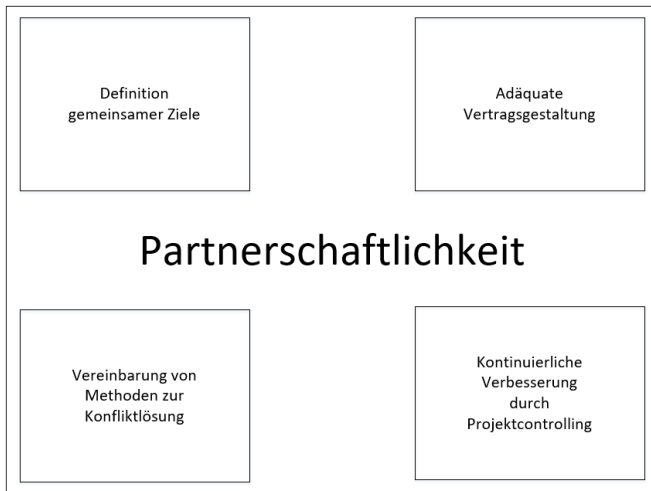 Definition
gemeinsamer Ziele
Adäquate
Vertragsgestaltung
Partnerschaftlichkeit
Vereinbarung von
Methoden zur
Konfliktlösung
Kontinuierliche
Verbesserung
durch
Projektcontrolling